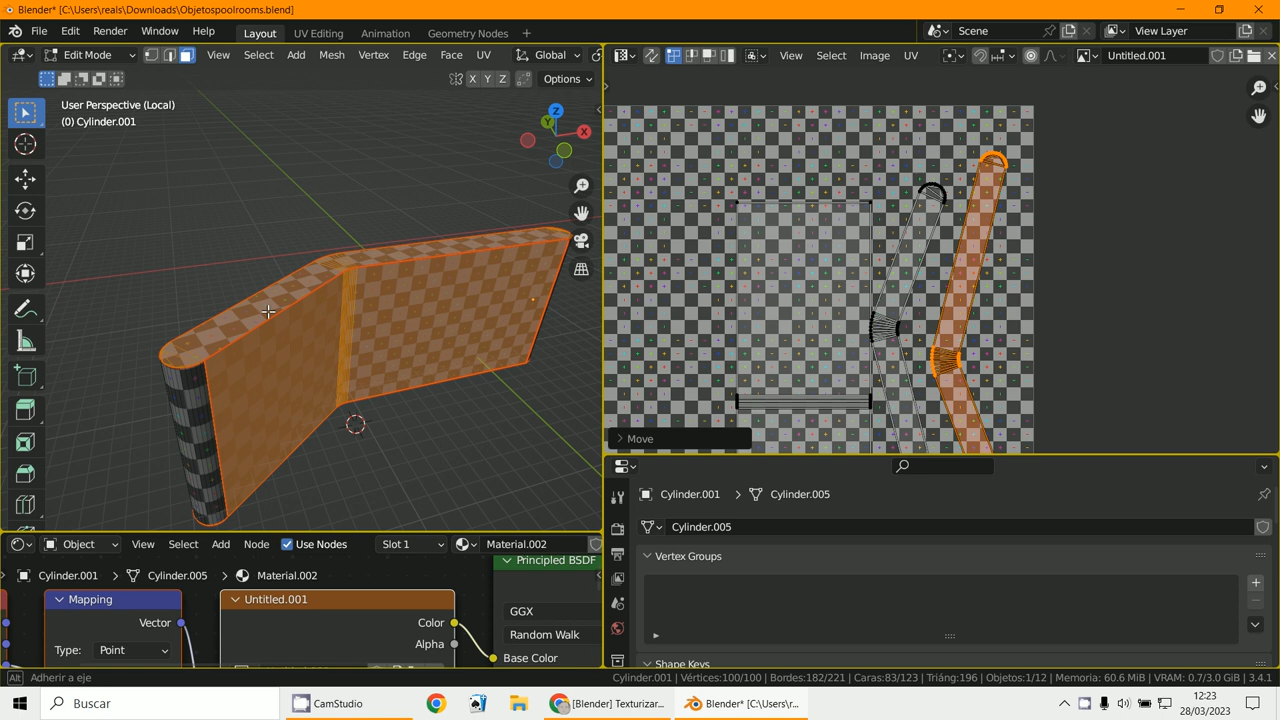 Blender* [C:\Users\reals\Downloads\Objetospoolrooms.blend]
File Edit Render Window Help Layout UV Editing Animation Geometry Nodes + Scene View Layer
Edit Mode View Select Add Mesh Vertex Edge Face UV Global
View Select Image UV Untitled.001
X Y Z Options
User Perspective (Local)
(0) Cylinder.001
Z
Y
X
Move
Cylinder.001 > Cylinder.005
Cylinder.005
Vertex Groups
Shape Keys
Object View Select Add Node Use Nodes Slot 1 Material.002
Principled BSDF
Cylinder.001 > Cylinder.005 > Material.002
Mapping
Untitled.001
GGX
Vector
Color
Random Walk
Alpha
Type: Point
Base Color
Alt Adherir a eje
Cylinder.001 | Vértices:100/100 | Bordes:182/221 | Caras:83/123 | Triáng:196 | Objetos:1/12 | Memoria: 60.6 MiB | VRAM: 0.7/3.0 GiB | 3.4.1
Buscar
CamStudio
[Blender] Texturizar...
Blender* [C:\Users\r...
12:23
28/03/2023